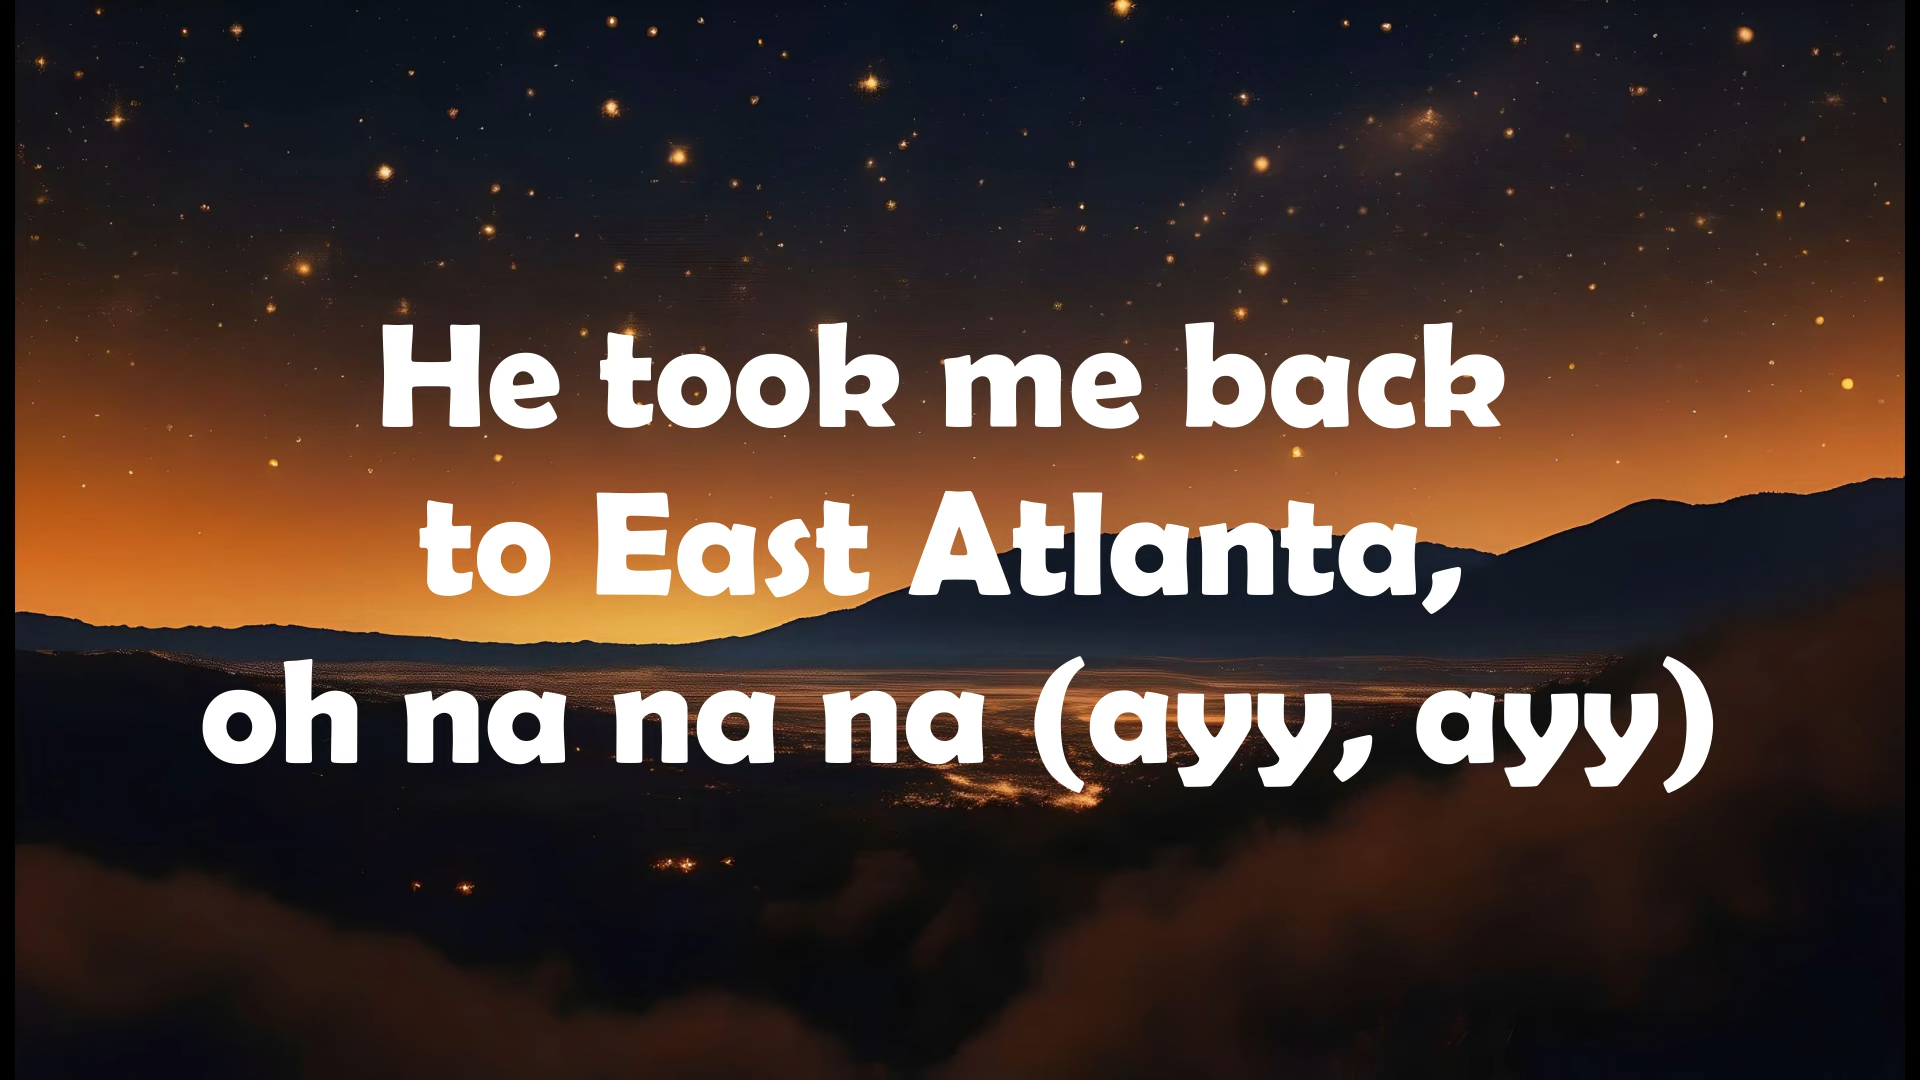 He took me back
to East Atlanta,
oh na na na (ayy, ayy)